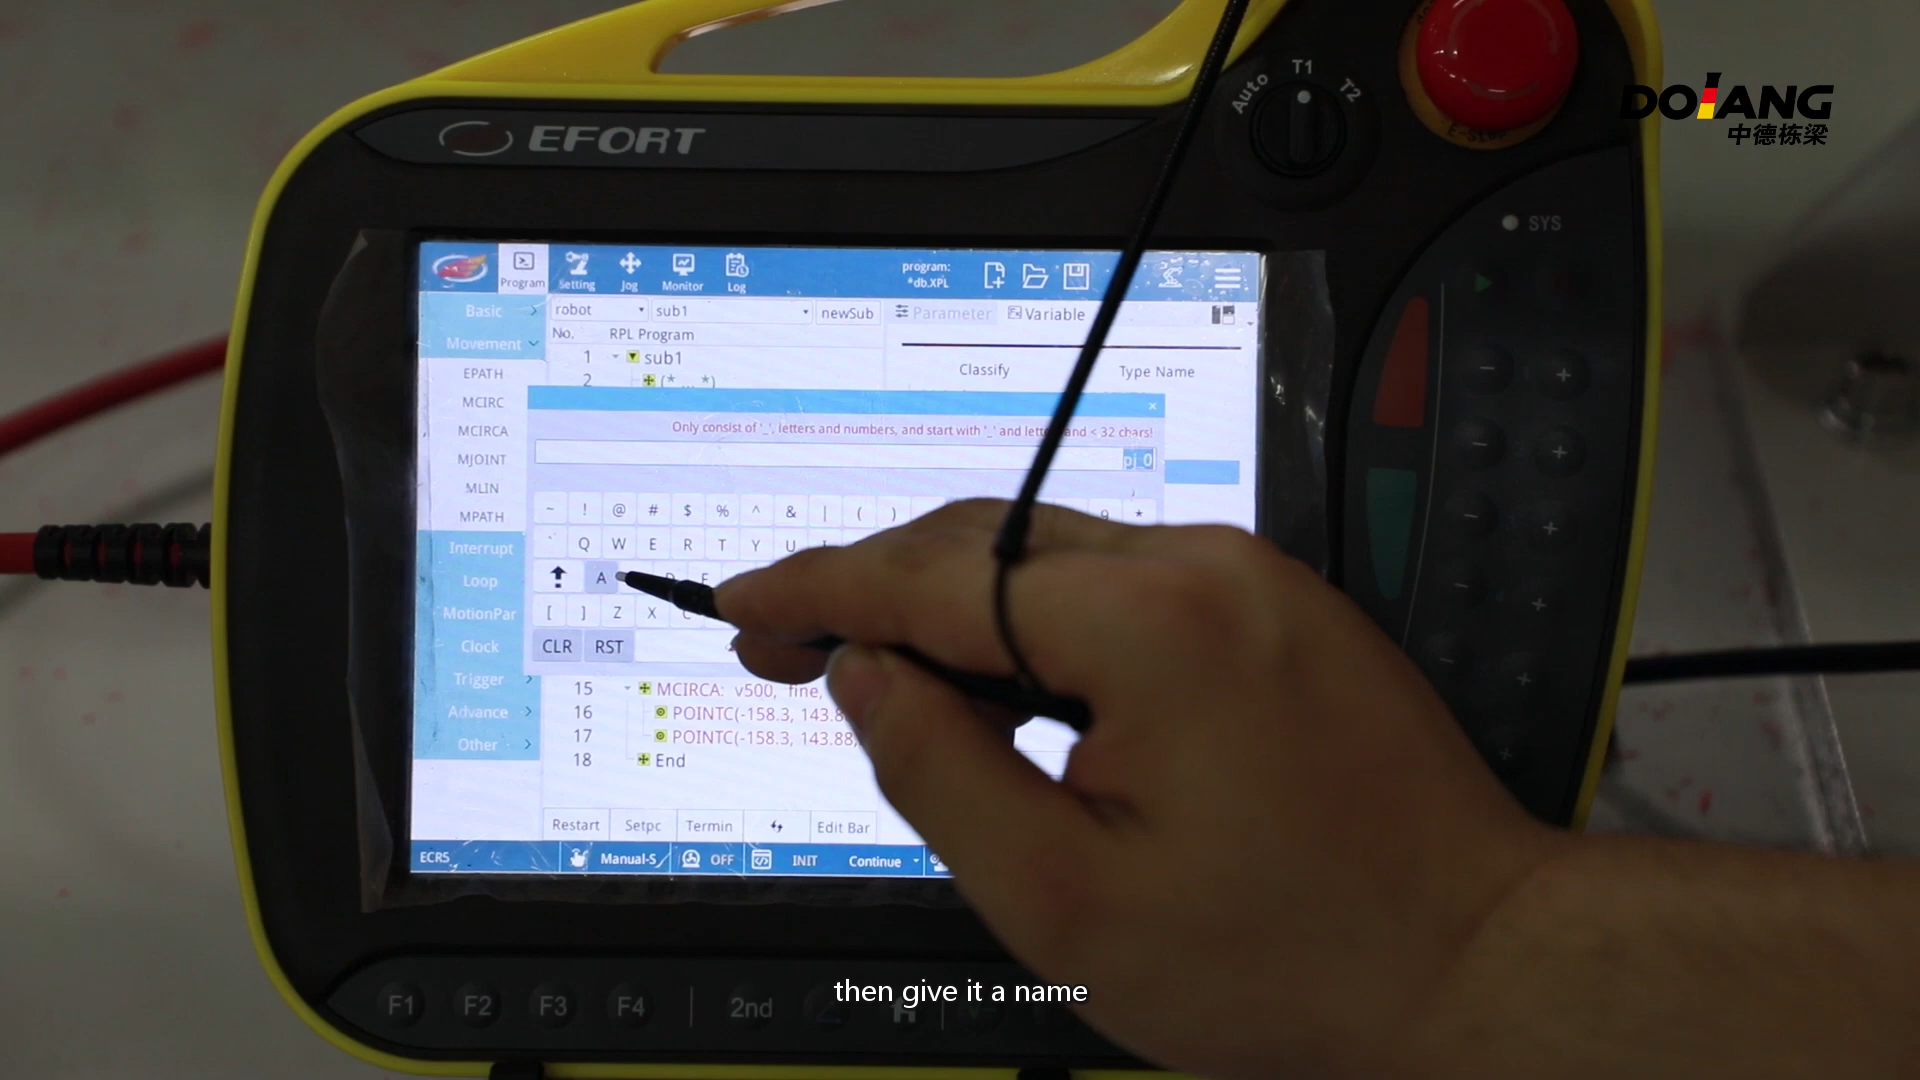 T1
Auto
T2
DOLANG
中德栋梁
EFORT
SYS
Program
Setting
Jog
Monitor
Log
program:
*db.XPL
Basic
robot
sub1
newSub
Parameter
Variable
No.
RPL Program
Movement
1
sub1
Classify
Type Name
EPATH
2
(* ... *)
MCIRC
Only consist of '_', letters and numbers, and start with '_' and lette and < 32 chars!
MCIRCA
pj_0
MJOINT
MLIN
MPATH
~ ! @ # $ % ^ & | ( ) 9 *
Interrupt
` Q W E R T Y U
Loop
A D F
MotionPar
[ ] Z X C
Clock
CLR RST
Trigger
15 MCIRCA: v500, fine,
Advance
16 POINTC(-158.3, 143.8
Other
17 POINTC(-158.3, 143.88,
18 End
Restart
Setpc
Termin
Edit Bar
ECR5
Manual-S
OFF
INIT
Continue
F1 F2 F3 F4 2nd
then give it a name